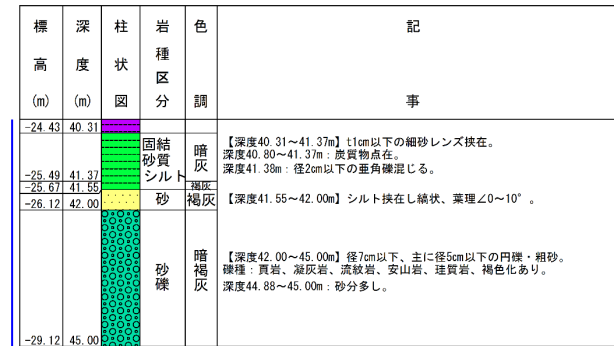 標高(m) 深度(m) 柱状図 岩種区分 色調 記事
-24.43 40.31
固結砂質シルト 暗灰
【深度40.31~41.37m】t1cm以下の細砂レンズ挟在。
深度40.80~41.37m:炭質物点在。
深度41.38m:径2cm以下の亜角礫混じる。
-25.49 41.37
-25.67 41.55 褐灰
砂 褐灰 【深度41.55~42.00m】シルト挟在し縞状、葉理∠0~10°。
-26.12 42.00
砂礫 暗褐灰
【深度42.00~45.00m】径7cm以下、主に径5cm以下の円礫・粗砂。
礫種:頁岩、凝灰岩、流紋岩、安山岩、珪質岩、褐色化あり。
深度44.88~45.00m:砂分多し。
-29.12 45.00